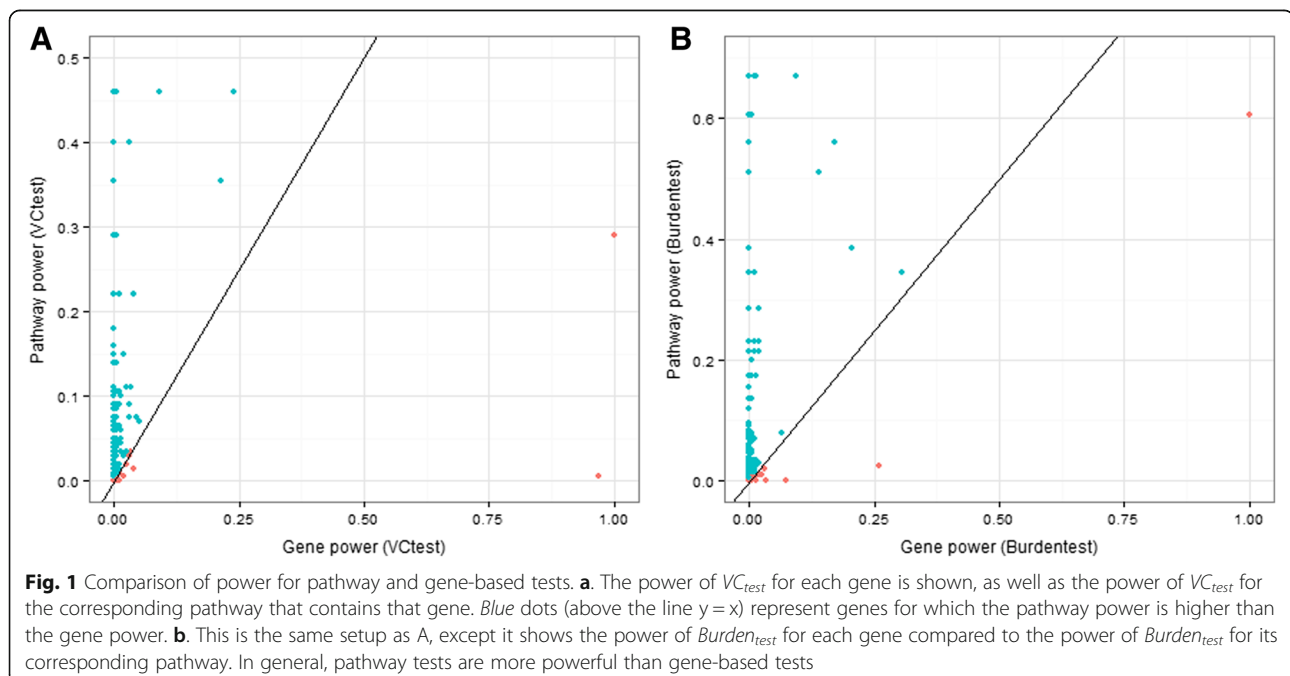 A
Pathway power (VCtest)
0.5
0.4
0.3
0.2
0.1
0.0
0.00 0.25 0.50 0.75 1.00
Gene power (VCtest)
B
Pathway power (Burdentest)
0.6
0.4
0.2
0.0
0.00 0.25 0.50 0.75 1.00
Gene power (Burdentest)
Fig. 1 Comparison of power for pathway and gene-based tests. a. The power of VCtest for each gene is shown, as well as the power of VCtest for
the corresponding pathway that contains that gene. Blue dots (above the line y = x) represent genes for which the pathway power is higher than
the gene power. b. This is the same setup as A, except it shows the power of Burdentest for each gene compared to the power of Burdentest for its
corresponding pathway. In general, pathway tests are more powerful than gene-based tests